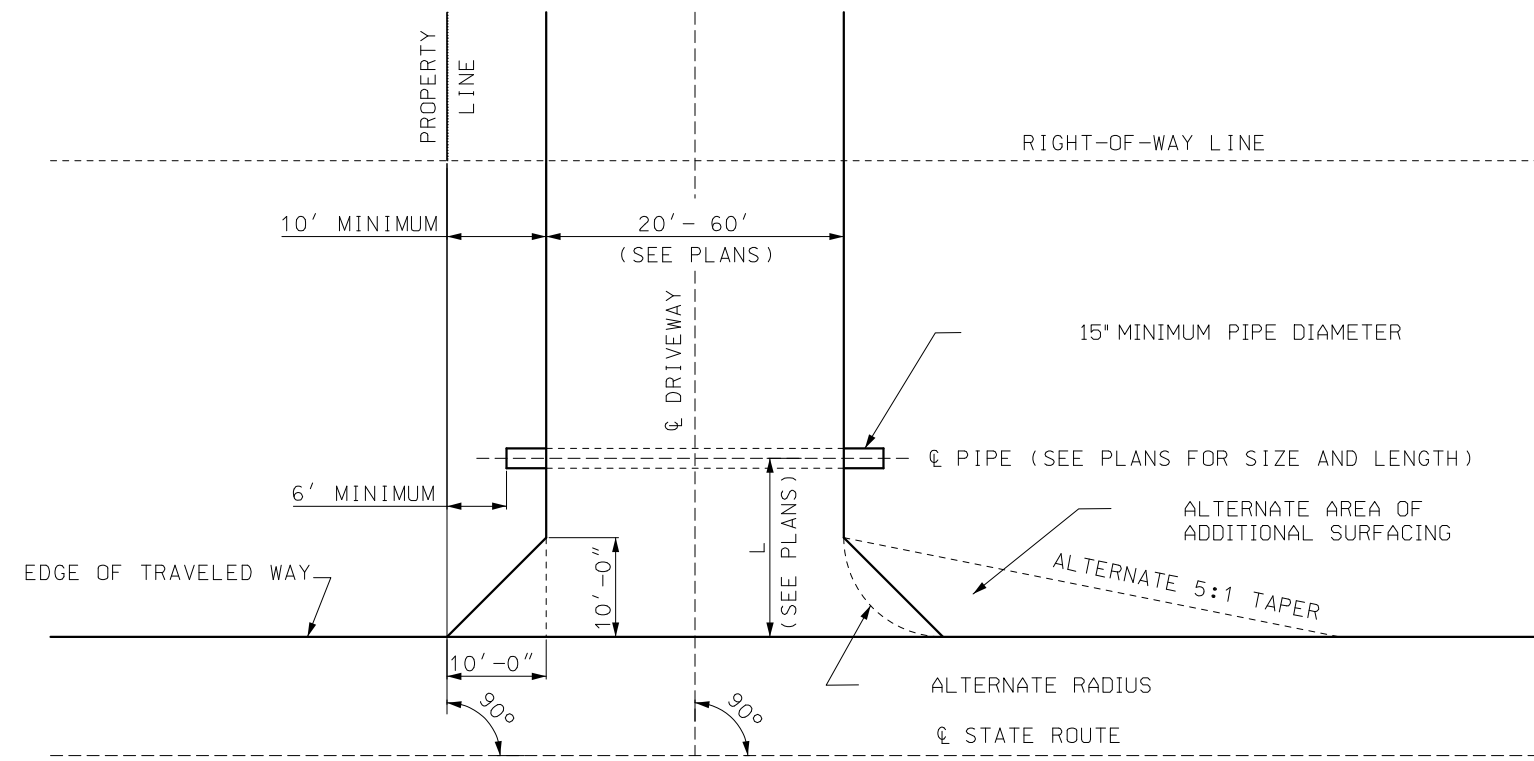 PROPERTY
LINE
RIGHT-OF-WAY LINE
10' MINIMUM
20'- 60'
(SEE PLANS)
℄ DRIVEWAY
15" MINIMUM PIPE DIAMETER
℄ PIPE (SEE PLANS FOR SIZE AND LENGTH)
6' MINIMUM
L
(SEE PLANS)
ALTERNATE AREA OF
ADDITIONAL SURFACING
10'-0"
ALTERNATE 5:1 TAPER
EDGE OF TRAVELED WAY
10'-0"
ALTERNATE RADIUS
90°
90°
℄ STATE ROUTE